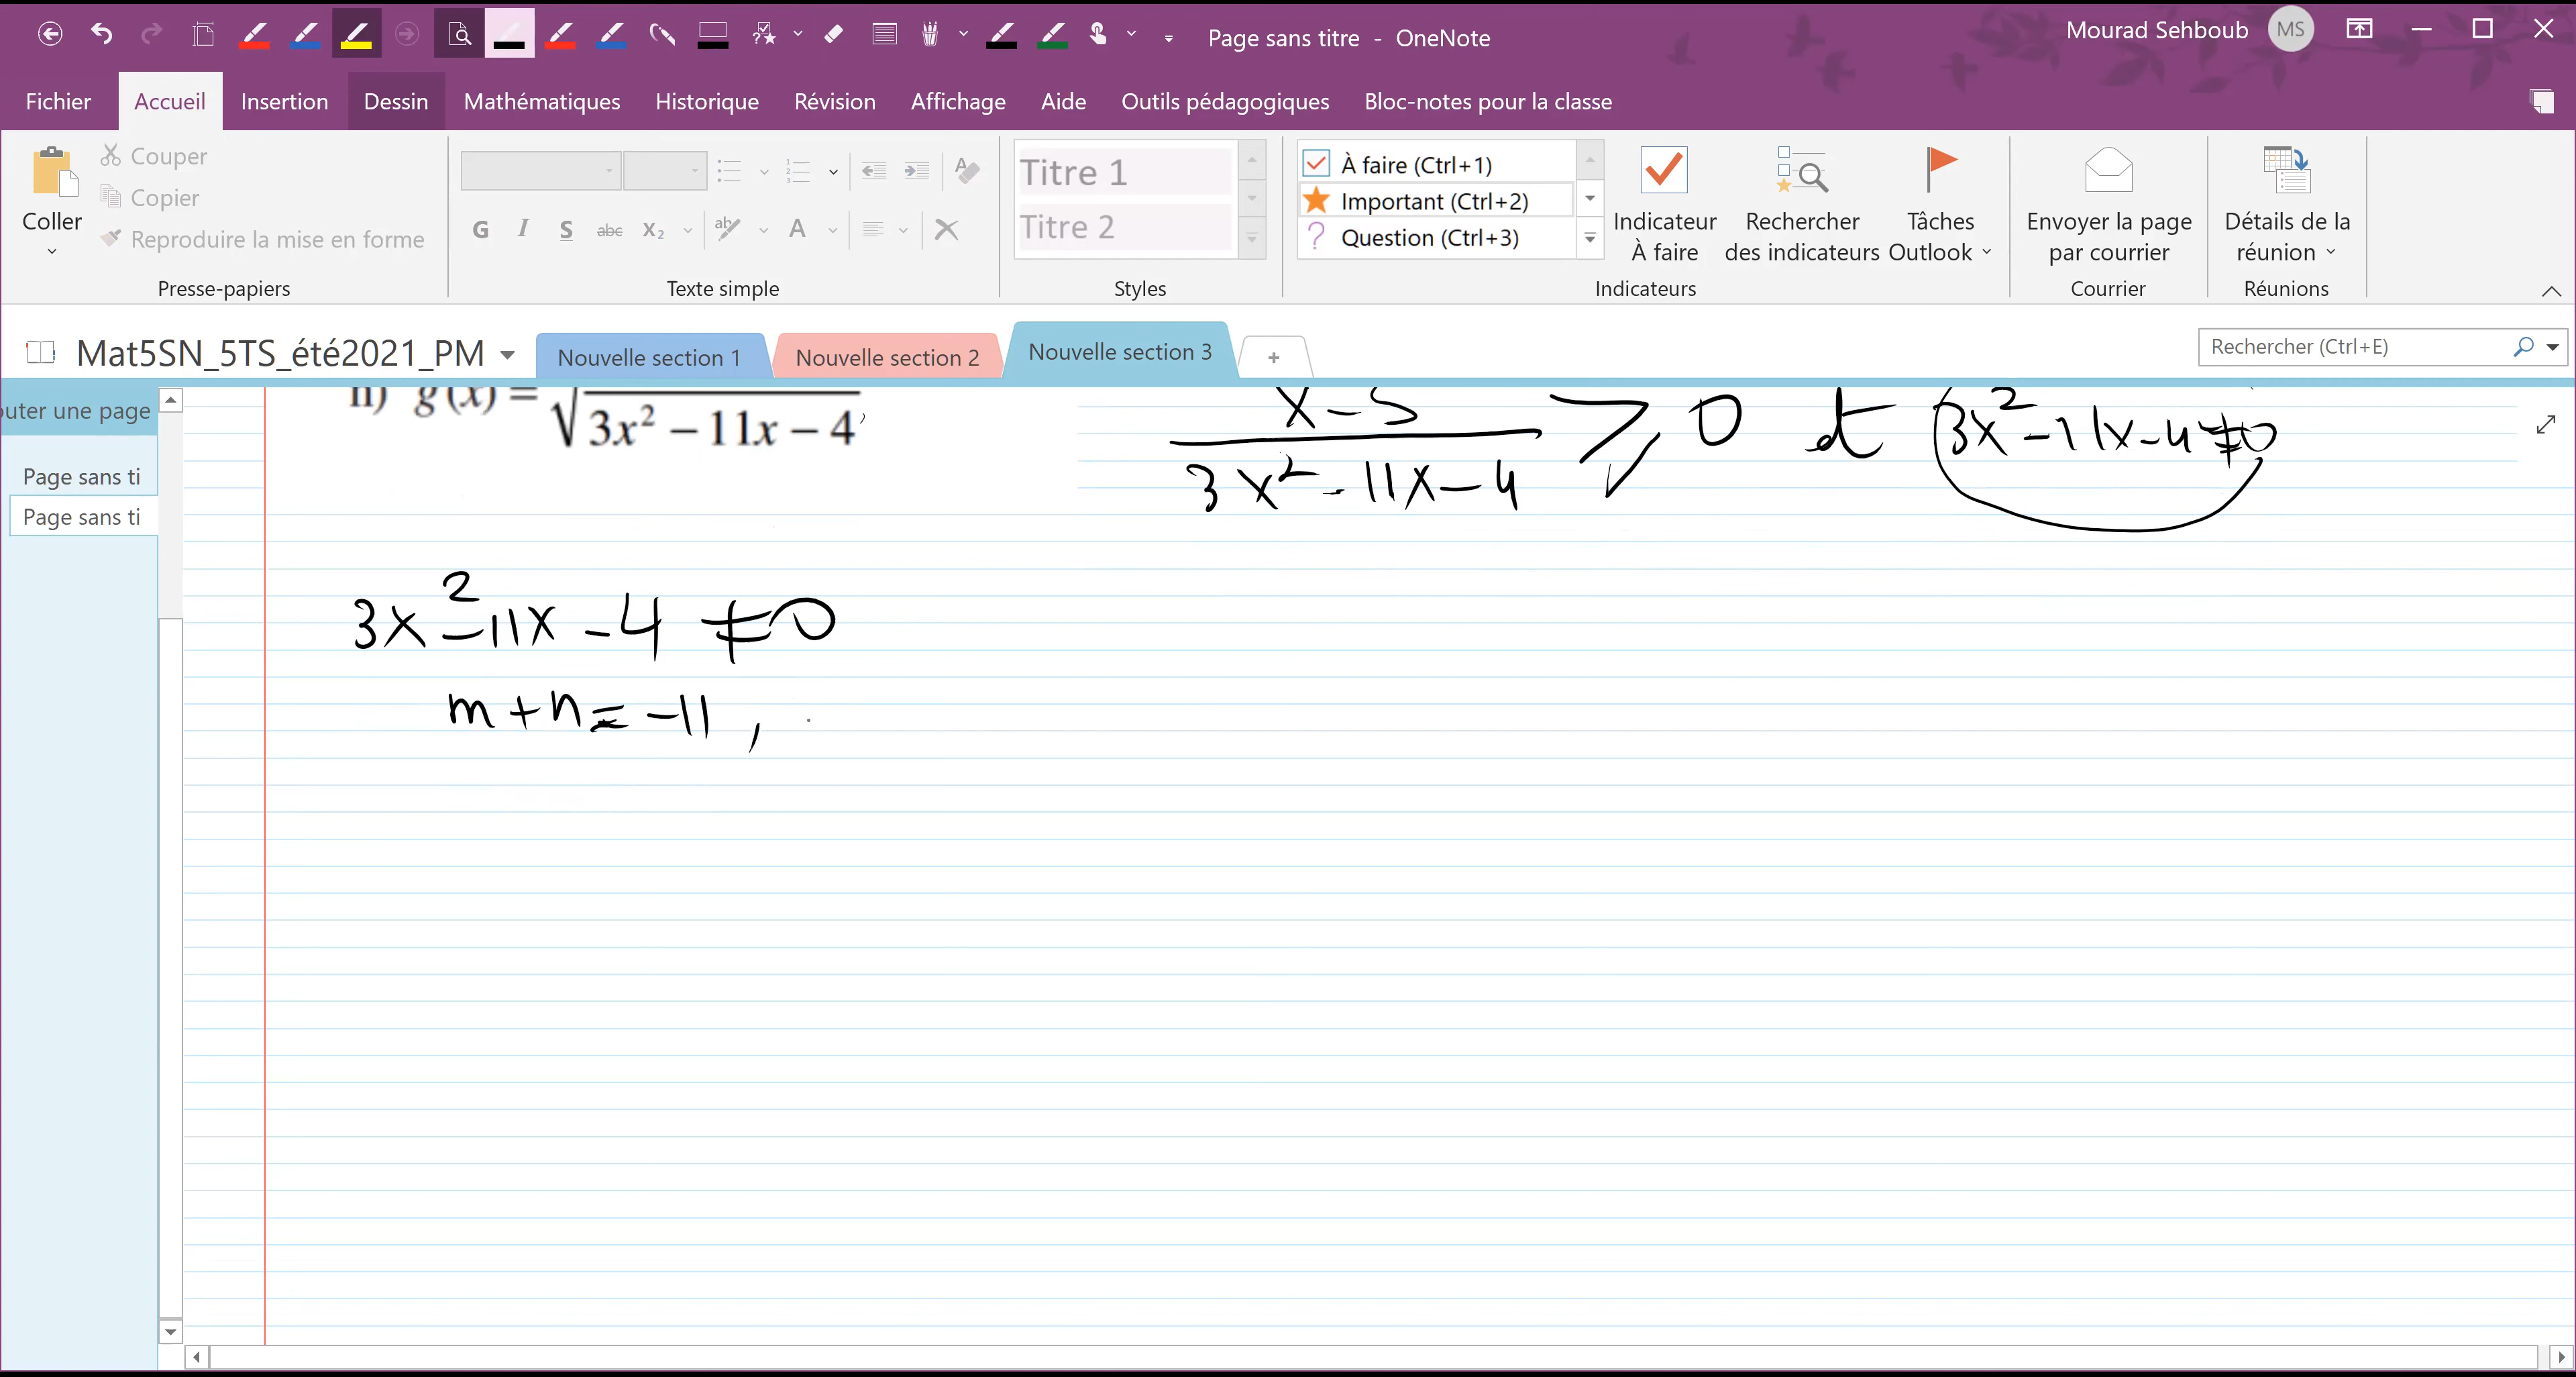 Page sans titre - OneNote
Mourad Sehboub MS
Fichier Accueil Insertion Dessin Mathématiques Historique Révision Affichage Aide Outils pédagogiques Bloc-notes pour la classe
Coller
Couper
Copier
Reproduire la mise en forme
Presse-papiers
G I S abc X₂ A
Texte simple
Titre 1
Titre 2
Styles
À faire (Ctrl+1)
Important (Ctrl+2)
Question (Ctrl+3)
Indicateur
À faire
Rechercher
des indicateurs
Tâches
Outlook
Indicateurs
Envoyer la page
par courrier
Courrier
Détails de la
réunion
Réunions
Mat5SN_5TS_été2021_PM
Nouvelle section 1
Nouvelle section 2
Nouvelle section 3
+
Rechercher (Ctrl+E)
outer une page
Page sans ti
Page sans ti
g(x) = √ 3x² − 11x − 4 ,
x − 5
3x² − 11x − 4
⩾ 0 et 3x² − 11x − 4 ≠ 0
3x² − 11x − 4 ≠ 0
m + n = −11 ,